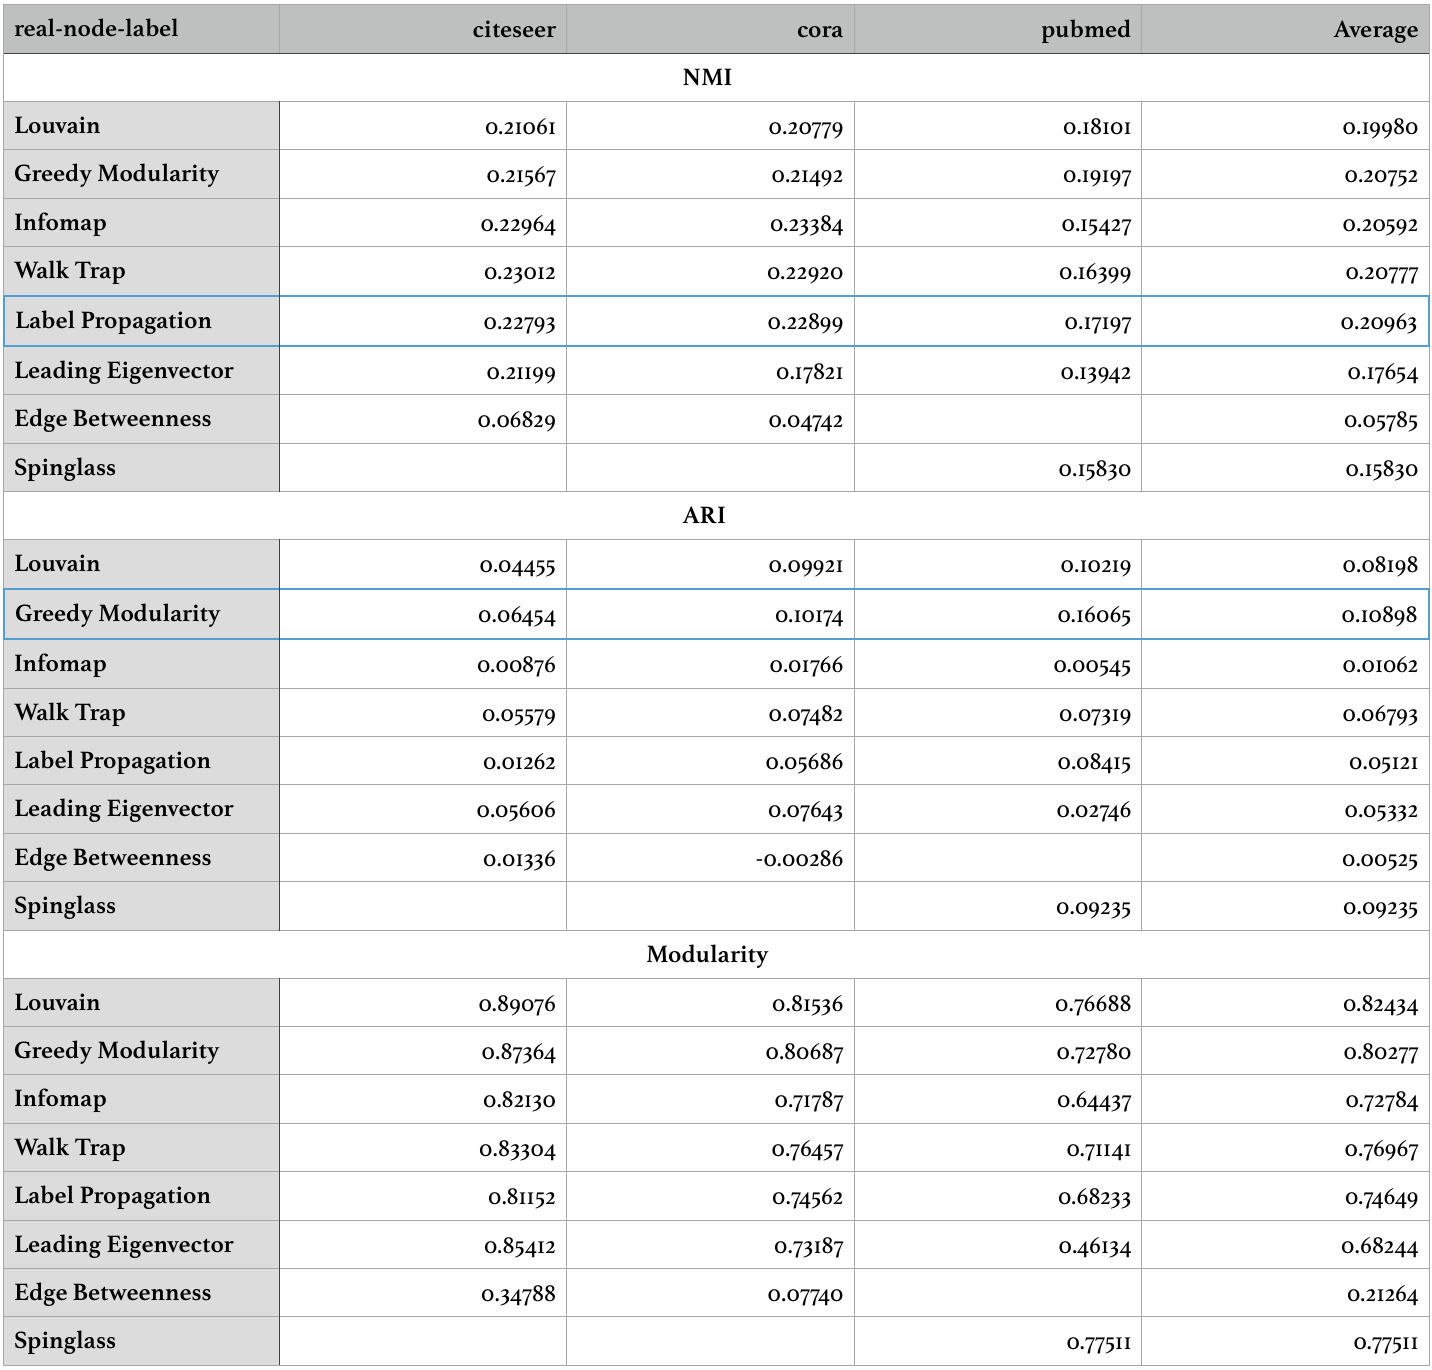 real-node-label citeseer cora pubmed Average
NMI
Louvain 0.21061 0.20779 0.18101 0.19980
Greedy Modularity 0.21567 0.21492 0.19197 0.20752
Infomap 0.22964 0.23384 0.15427 0.20592
Walk Trap 0.23012 0.22920 0.16399 0.20777
Label Propagation 0.22793 0.22899 0.17197 0.20963
Leading Eigenvector 0.21199 0.17821 0.13942 0.17654
Edge Betweenness 0.06829 0.04742 0.05785
Spinglass 0.15830 0.15830
ARI
Louvain 0.04455 0.09921 0.10219 0.08198
Greedy Modularity 0.06454 0.10174 0.16065 0.10898
Infomap 0.00876 0.01766 0.00545 0.01062
Walk Trap 0.05579 0.07482 0.07319 0.06793
Label Propagation 0.01262 0.05686 0.08415 0.05121
Leading Eigenvector 0.05606 0.07643 0.02746 0.05332
Edge Betweenness 0.01336 -0.00286 0.00525
Spinglass 0.09235 0.09235
Modularity
Louvain 0.89076 0.81536 0.76688 0.82434
Greedy Modularity 0.87364 0.80687 0.72780 0.80277
Infomap 0.82130 0.71787 0.64437 0.72784
Walk Trap 0.83304 0.76457 0.71141 0.76967
Label Propagation 0.81152 0.74562 0.68233 0.74649
Leading Eigenvector 0.85412 0.73187 0.46134 0.68244
Edge Betweenness 0.34788 0.07740 0.21264
Spinglass 0.77511 0.77511